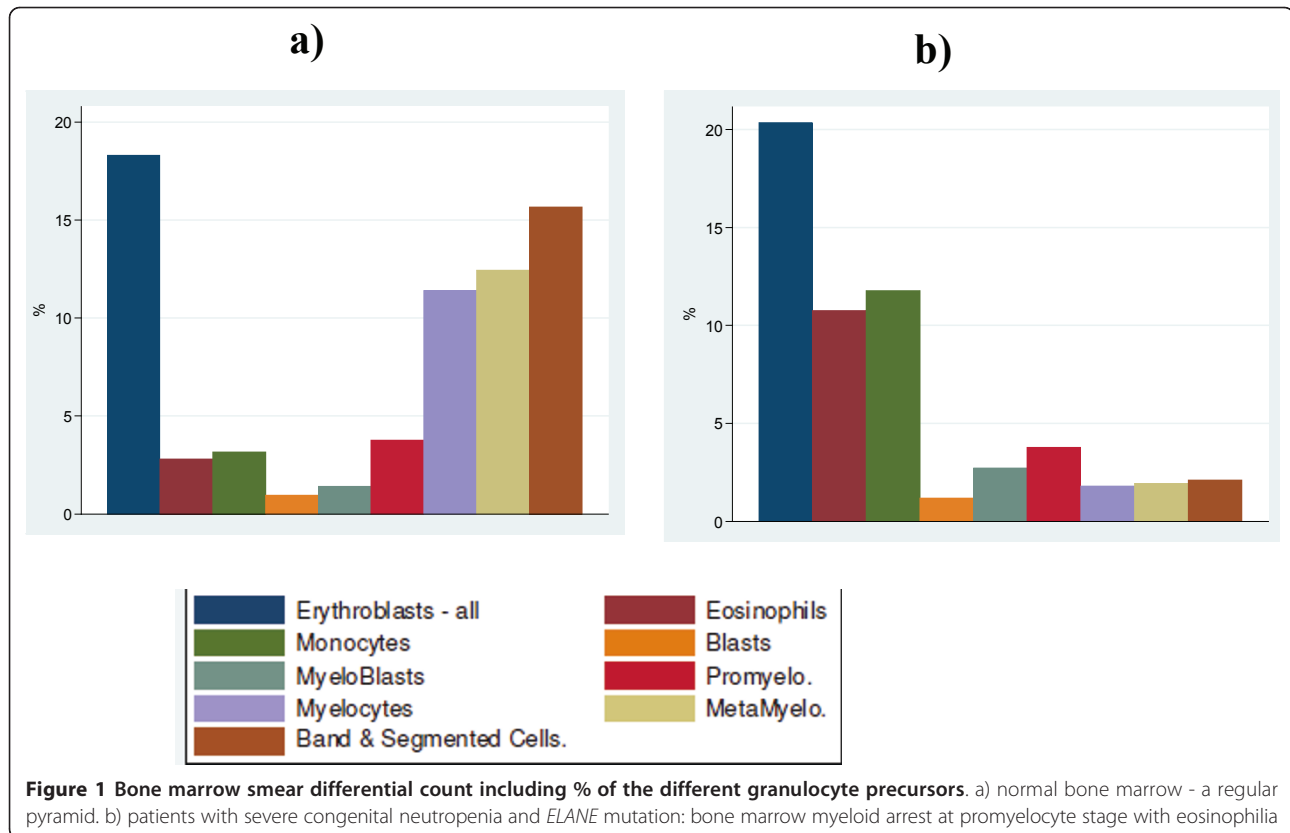 a)
b)
20
15
10
5
0
%
20
15
10
5
0
%
Erythroblasts - all
Eosinophils
Monocytes
Blasts
MyeloBlasts
Promyelo.
Myelocytes
MetaMyelo.
Band & Segmented Cells.
Figure 1 Bone marrow smear differential count including % of the different granulocyte precursors. a) normal bone marrow - a regular
pyramid. b) patients with severe congenital neutropenia and ELANE mutation: bone marrow myeloid arrest at promyelocyte stage with eosinophilia